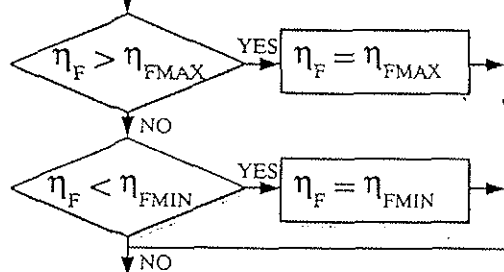 η_F > η_FMAX
YES
η_F = η_FMAX
NO
η_F < η_FMIN
YES
η_F = η_FMIN
NO